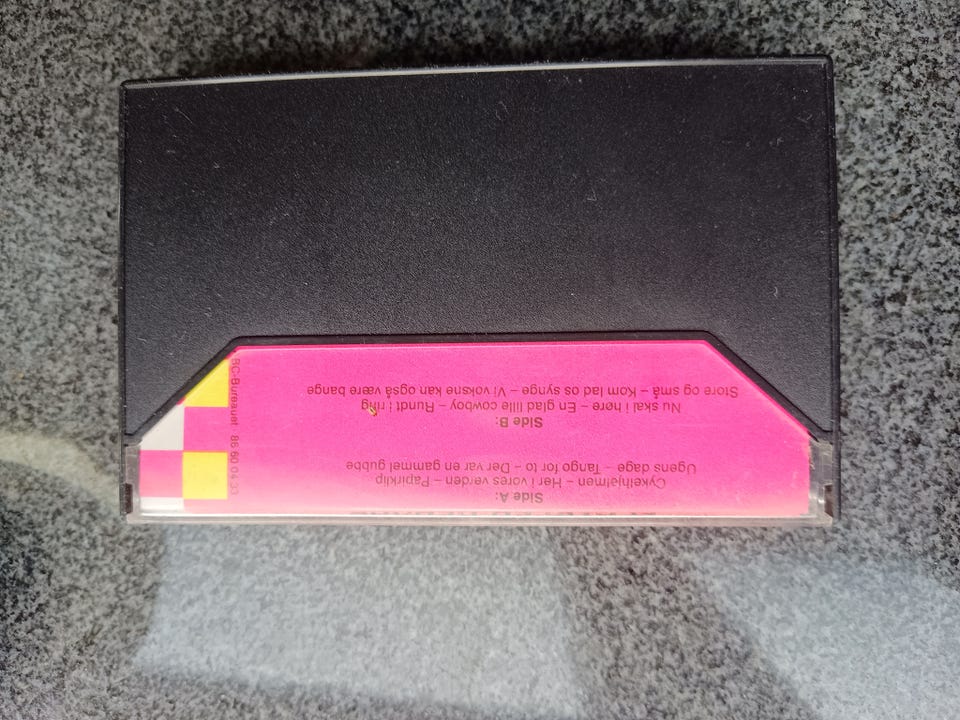 Side A:
Cykelhjelmen – Her i vores verden – Papirklip
Ugens dage – Tango for to – Der var en gammel gubbe
Side B:
Nu skal i høre – En glad lille cowboy – Rundt i ring
Store og små – Kom lad os synge – Vi voksne kan også være bange
BC-Bureauet 86 60 04 33